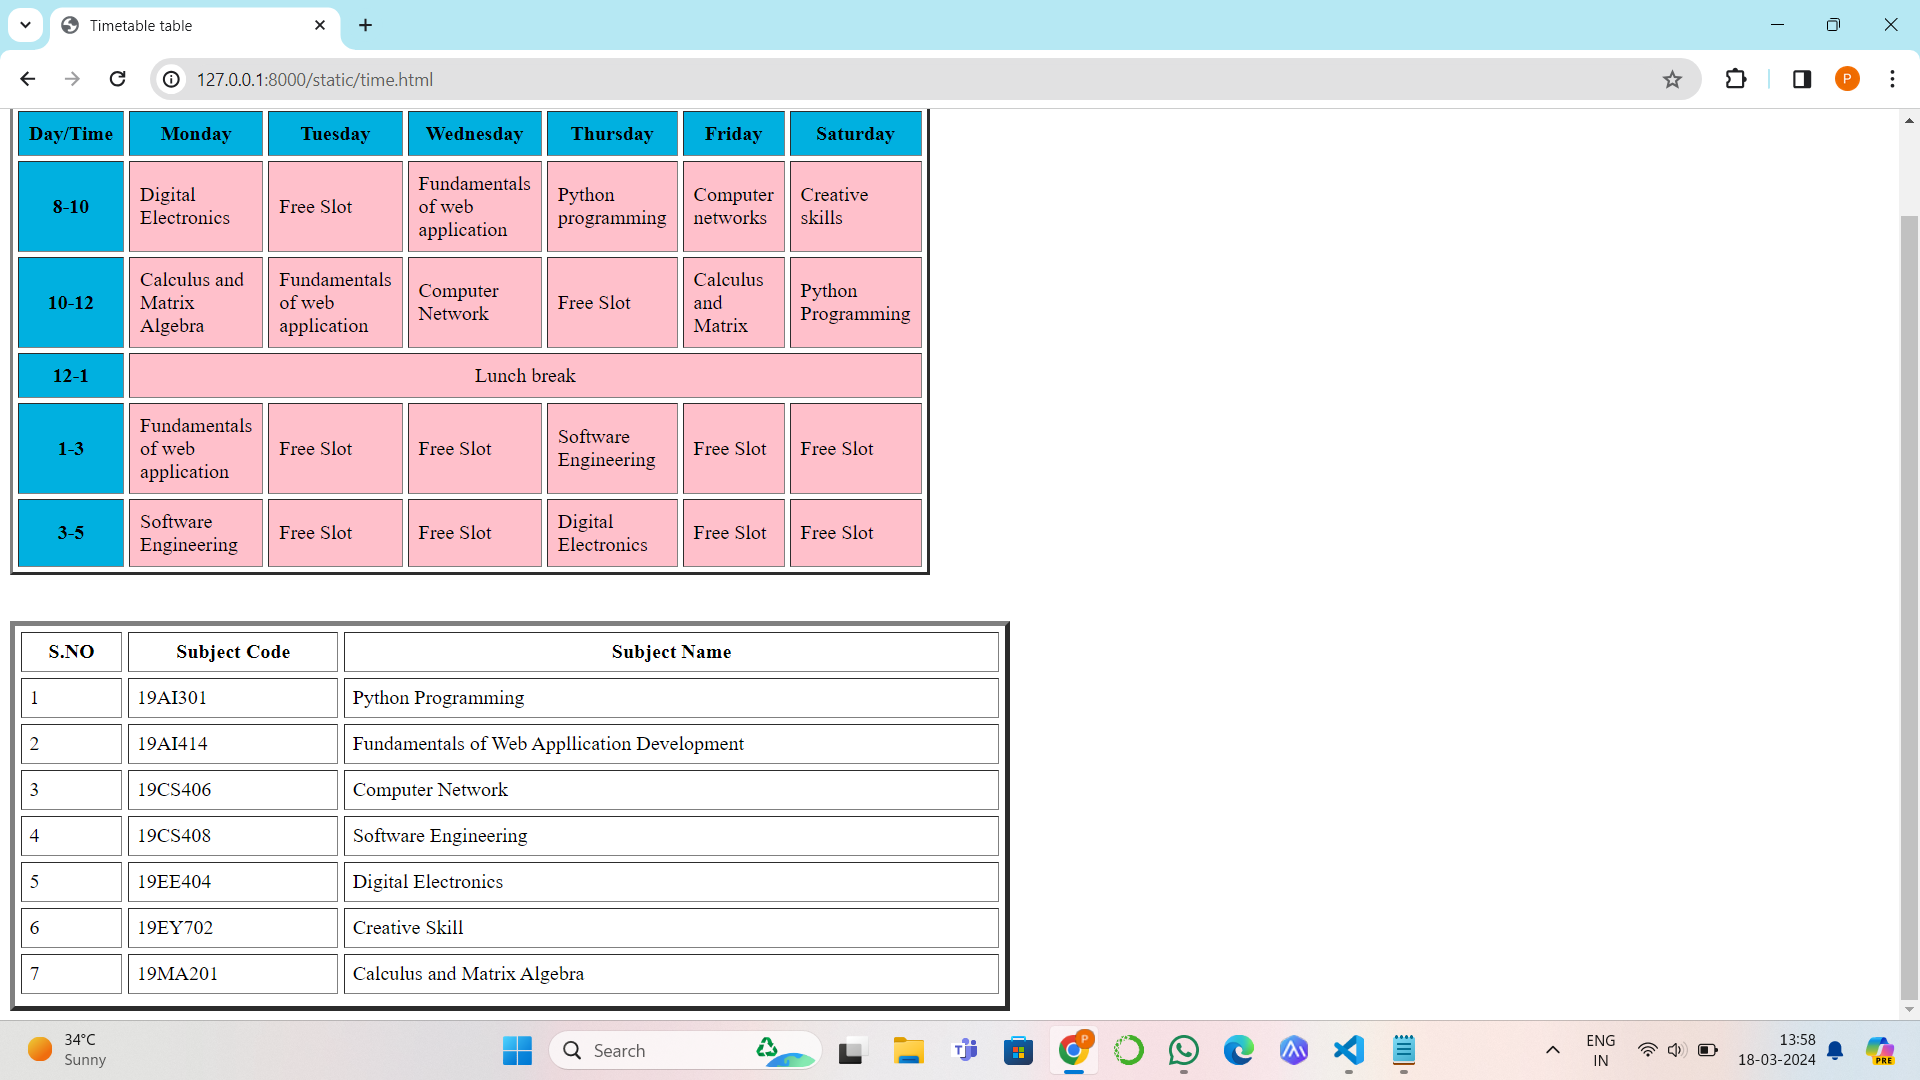 Timetable table
127.0.0.1:8000/static/time.html
P
Day/Time Monday Tuesday Wednesday Thursday Friday Saturday
8-10
Digital
Electronics
Free Slot
Fundamentals
of web
application
Python
programming
Computer
networks
Creative
skills
10-12
Calculus and
Matrix
Algebra
Fundamentals
of web
application
Computer
Network
Free Slot
Calculus
and
Matrix
Python
Programming
12-1 Lunch break
1-3
Fundamentals
of web
application
Free Slot
Free Slot
Software
Engineering
Free Slot
Free Slot
3-5
Software
Engineering
Free Slot
Free Slot
Digital
Electronics
Free Slot
Free Slot
S.NO Subject Code Subject Name
1 19AI301 Python Programming
2 19AI414 Fundamentals of Web Appllication Development
3 19CS406 Computer Network
4 19CS408 Software Engineering
5 19EE404 Digital Electronics
6 19EY702 Creative Skill
7 19MA201 Calculus and Matrix Algebra
34°C
Sunny
Search
P
ENG
IN
13:58
18-03-2024
PRE